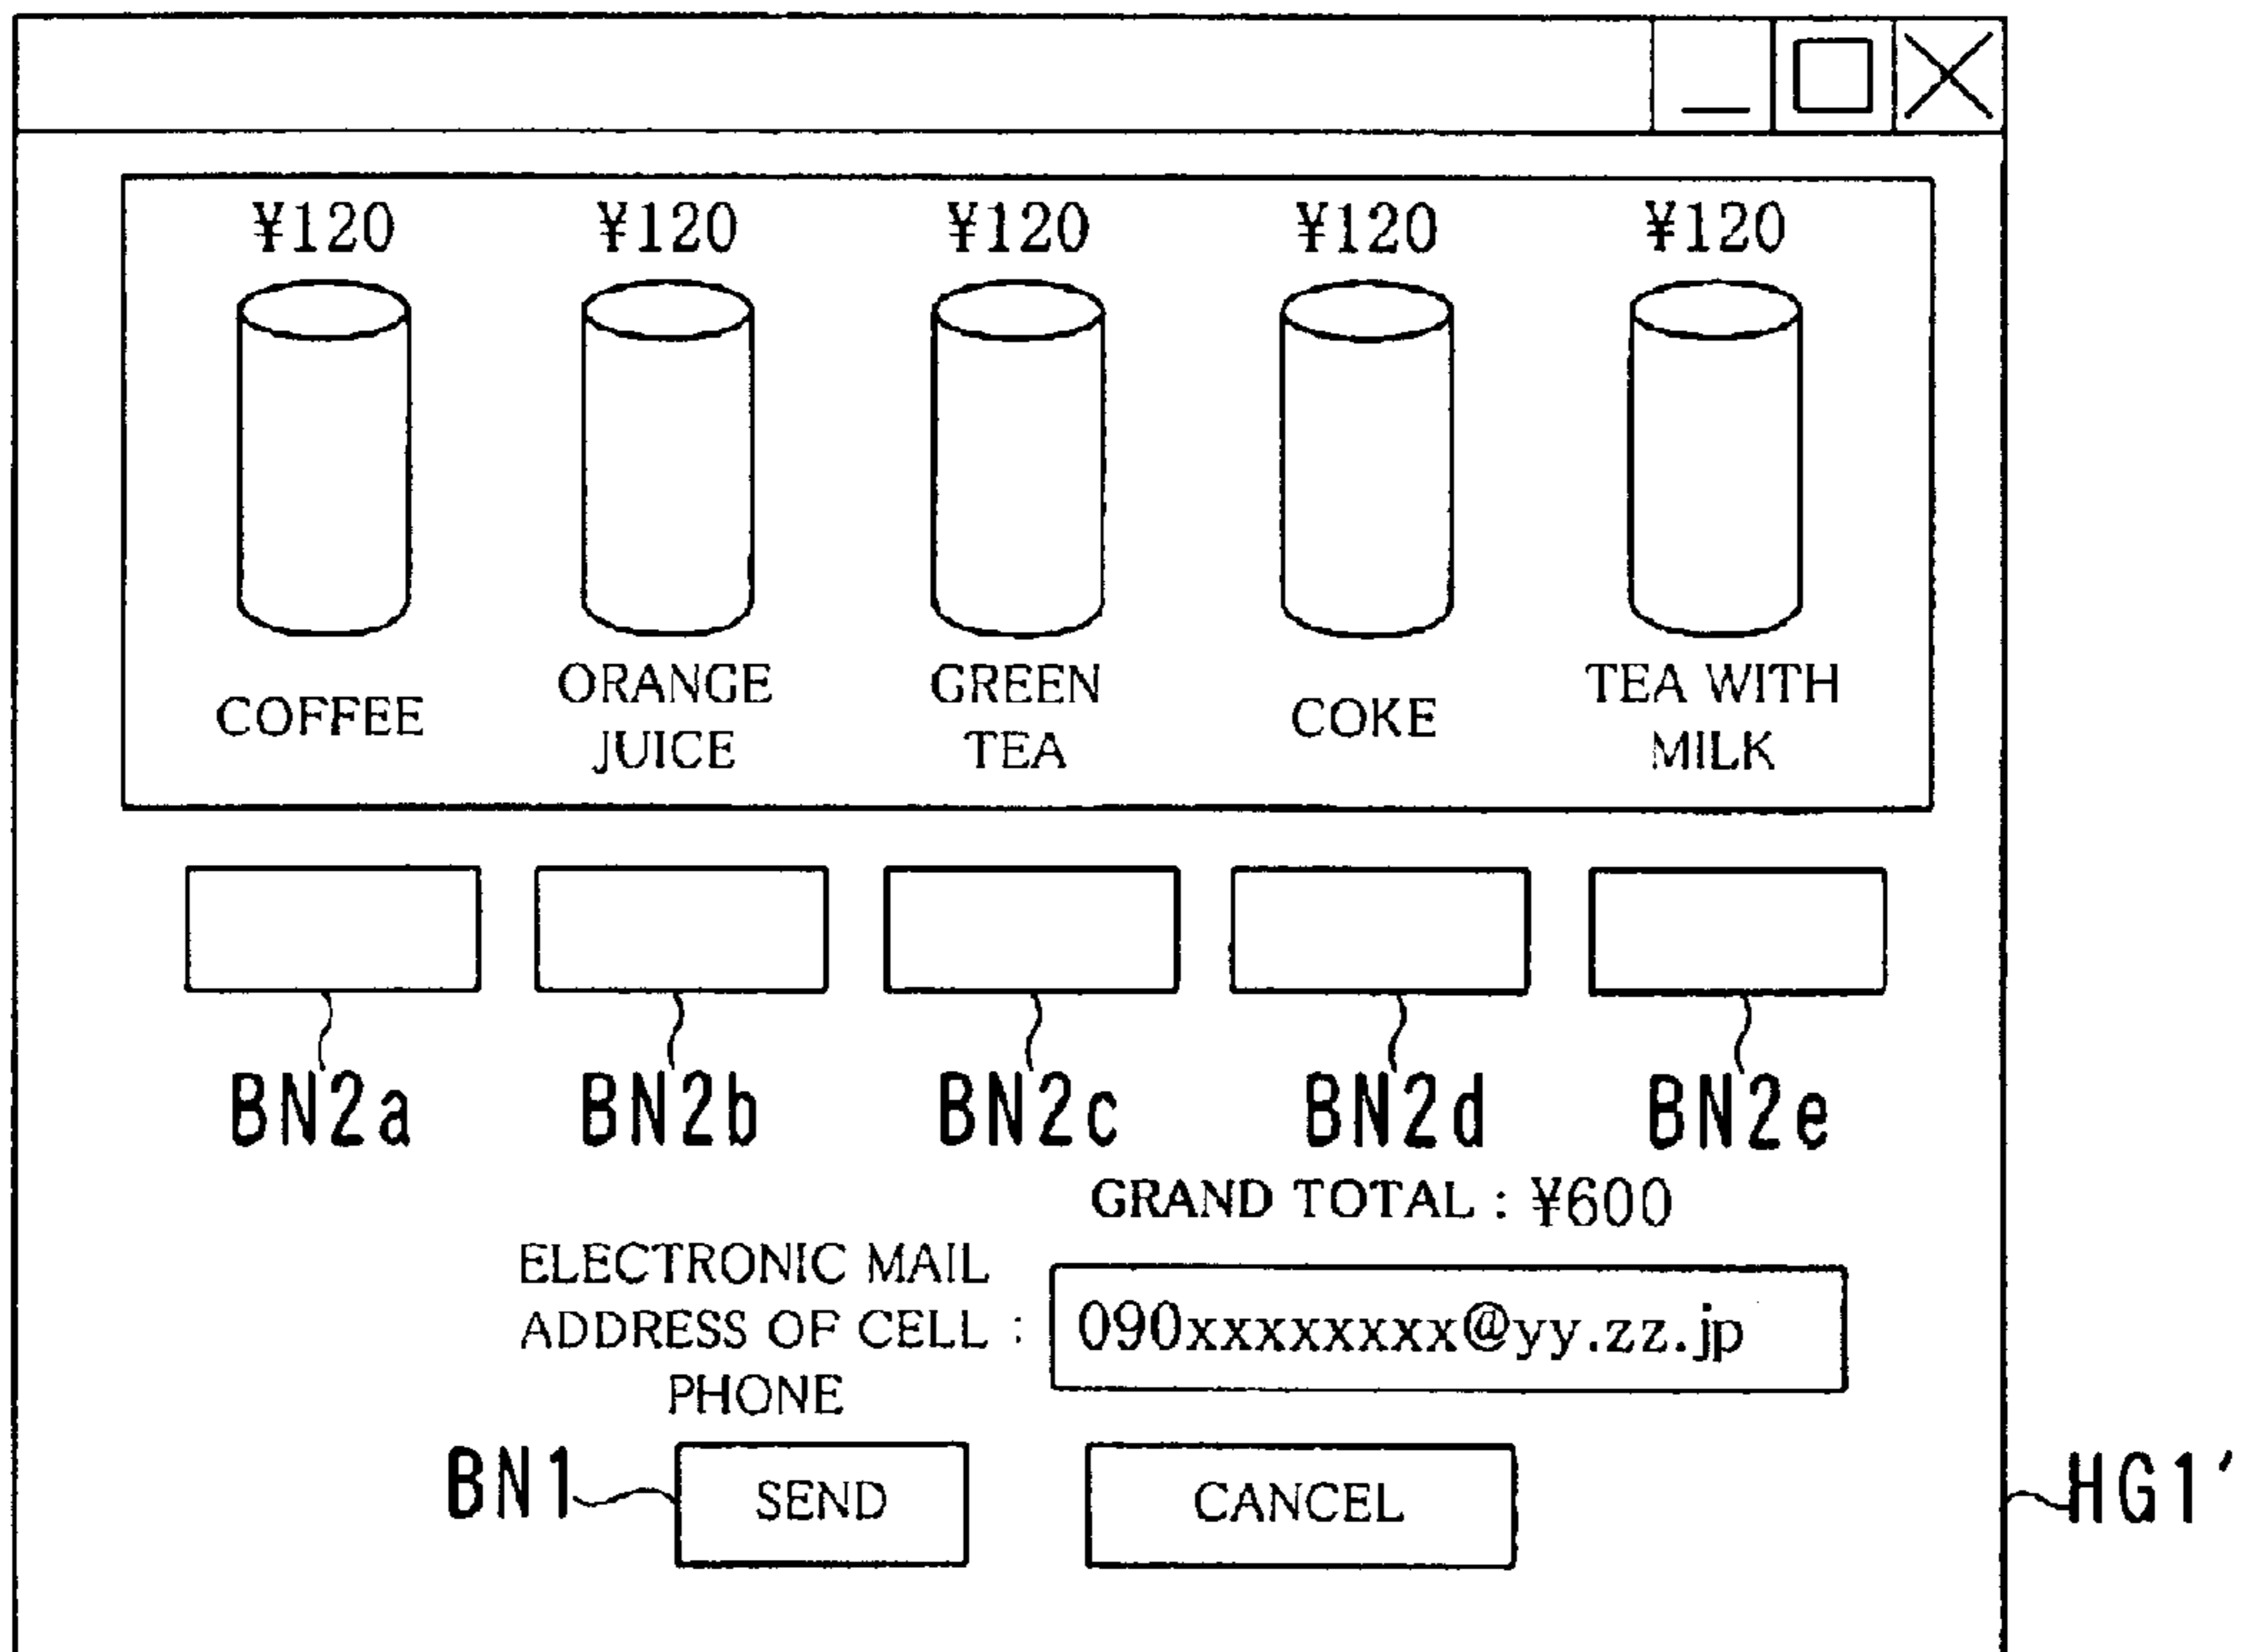 ¥120 ¥120 ¥120 ¥120 ¥120
COFFEE
ORANGE
JUICE
GREEN
TEA
COKE
TEA WITH
MILK
BN2a BN2b BN2c BN2d BN2e
GRAND TOTAL : ¥600
ELECTRONIC MAIL
ADDRESS OF CELL :
PHONE
090xxxxxxxx@yy.zz.jp
BN1 SEND CANCEL HG1'